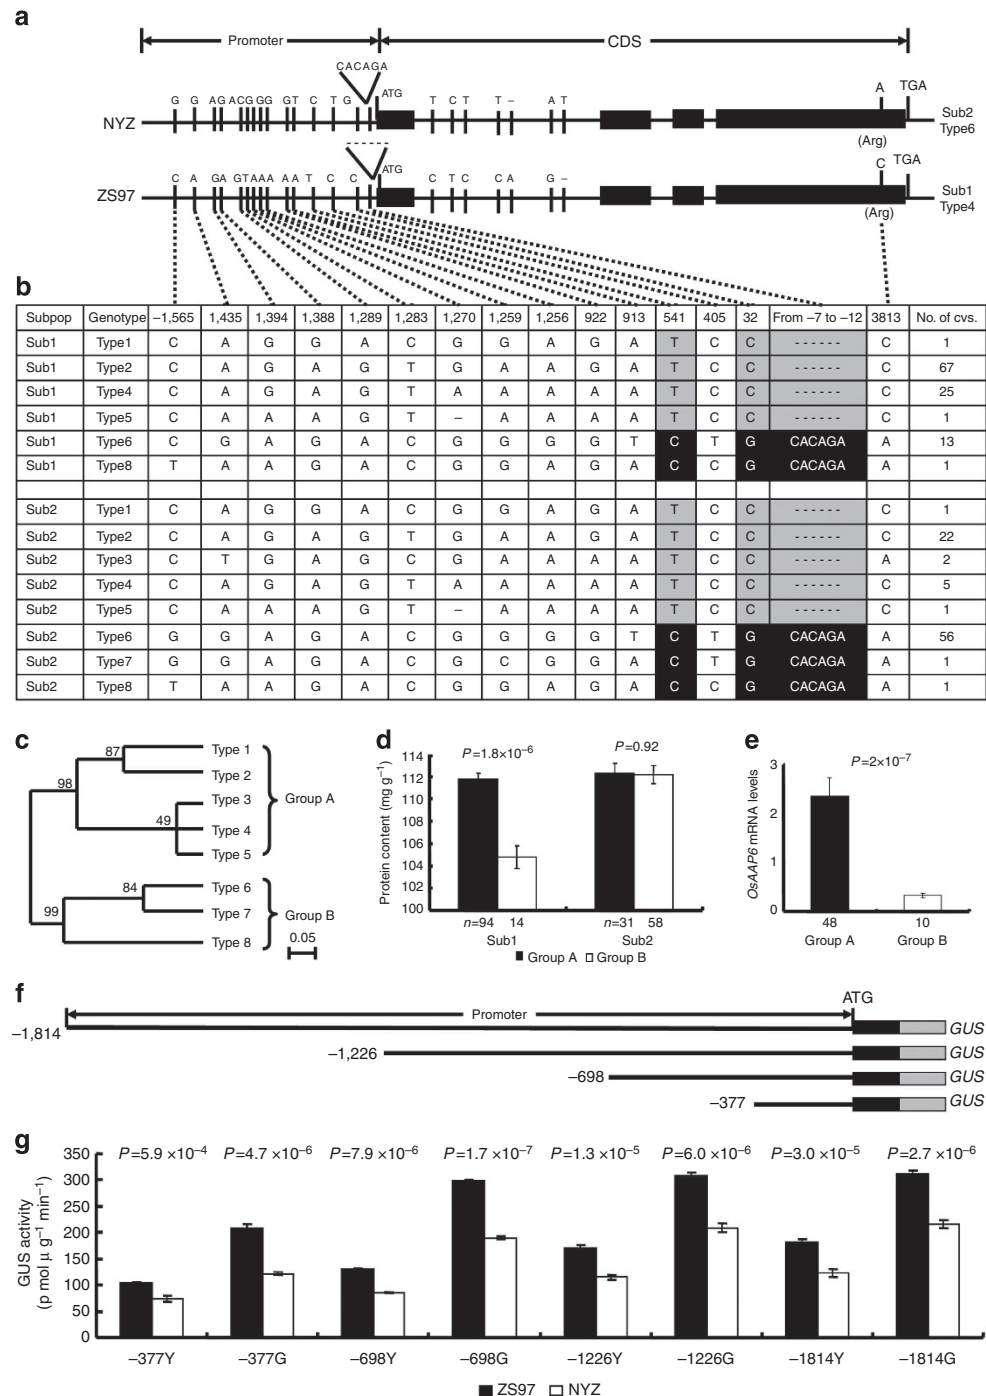 a
Promoter CDS
CACAGA
G G AGACGGG GT C T G ATG T C T T – A T A TGA
NYZ Sub2
Type6
(Arg)
C A GAGTAAA AAT C C ATG C T C C A G – C TGA
ZS97 Sub1
Type4
(Arg)
b
Subpop Genotype –1,565 1,435 1,394 1,388 1,289 1,283 1,270 1,259 1,256 922 913 541 405 32 From –7 to –12 3813 No. of cvs.
Sub1 Type1 C A G G A C G G A G A T C C ------ C 1
Sub1 Type2 C A G A G T G A A G A T C C ------ C 67
Sub1 Type4 C A G A G T A A A A A T C C ------ C 25
Sub1 Type5 C A A A G T – A A A A T C C ------ C 1
Sub1 Type6 C G A G A C G G G G T C T G CACAGA A 13
Sub1 Type8 T A A G A C G G A G A C C G CACAGA A 1
Sub2 Type1 C A G G A C G G A G A T C C ------ C 1
Sub2 Type2 C A G A G T G A A G A T C C ------ C 22
Sub2 Type3 C T G A G C G A A A A T C C ------ A 2
Sub2 Type4 C A G A G T A A A A A T C C ------ C 5
Sub2 Type5 C A A A G T – A A A A T C C ------ C 1
Sub2 Type6 G G A G A C G G G G T C T G CACAGA A 56
Sub2 Type7 G G A G A C G C G G A C T G CACAGA A 1
Sub2 Type8 T A A G A C G G A G A C C G CACAGA A 1
c
87 Type 1
Type 2
98
Type 3
49 Type 4
Type 5
Group A
84 Type 6
Type 7
99
Type 8
Group B
0.05
d
P=1.8×10–6 P=0.92
Protein content (mg g–1)
114
112
110
108
106
104
102
100
n=94 14 n=31 58
Sub1 Sub2
Group A Group B
e
P=2×10–7
OsAAP6 mRNA levels
3
2
1
0
48 10
Group A Group B
f
ATG
Promoter
–1,814 GUS
–1,226 GUS
–698 GUS
–377 GUS
g
P=5.9 ×10–4 P=4.7 ×10–6 P=7.9 ×10–6 P=1.7 ×10–7 P=1.3 ×10–5 P=6.0 ×10–6 P=3.0 ×10–5 P=2.7 ×10–6
GUS activity
(p mol μ g–1 min–1)
350
300
250
200
150
100
50
0
–377Y –377G –698Y –698G –1226Y –1226G –1814Y –1814G
ZS97 NYZ